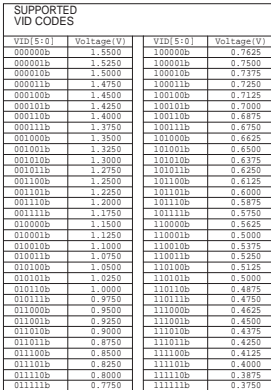 SUPPORTED
VID CODES
VID[5:0] Voltage(V) VID[5:0] Voltage(V)
000000b 1.5500 100000b 0.7625
000001b 1.5250 100001b 0.7500
000010b 1.5000 100010b 0.7375
000011b 1.4750 100011b 0.7250
000100b 1.4500 100100b 0.7125
000101b 1.4250 100101b 0.7000
000110b 1.4000 100110b 0.6875
000111b 1.3750 100111b 0.6750
001000b 1.3500 101000b 0.6625
001001b 1.3250 101001b 0.6500
001010b 1.3000 101010b 0.6375
001011b 1.2750 101011b 0.6250
001100b 1.2500 101100b 0.6125
001101b 1.2250 101101b 0.6000
001110b 1.2000 101110b 0.5875
001111b 1.1750 101111b 0.5750
010000b 1.1500 110000b 0.5625
010001b 1.1250 110001b 0.5000
010010b 1.1000 110010b 0.5375
010011b 1.0750 110011b 0.5250
010100b 1.0500 110100b 0.5125
010101b 1.0250 110101b 0.5000
010110b 1.0000 110110b 0.4875
010111b 0.9750 110111b 0.4750
011000b 0.9500 111000b 0.4625
011001b 0.9250 111001b 0.4500
011010b 0.9000 111010b 0.4375
011011b 0.8750 111011b 0.4250
011100b 0.8500 111100b 0.4125
011101b 0.8250 111101b 0.4000
011110b 0.8000 111110b 0.3875
011111b 0.7750 111111b 0.3750